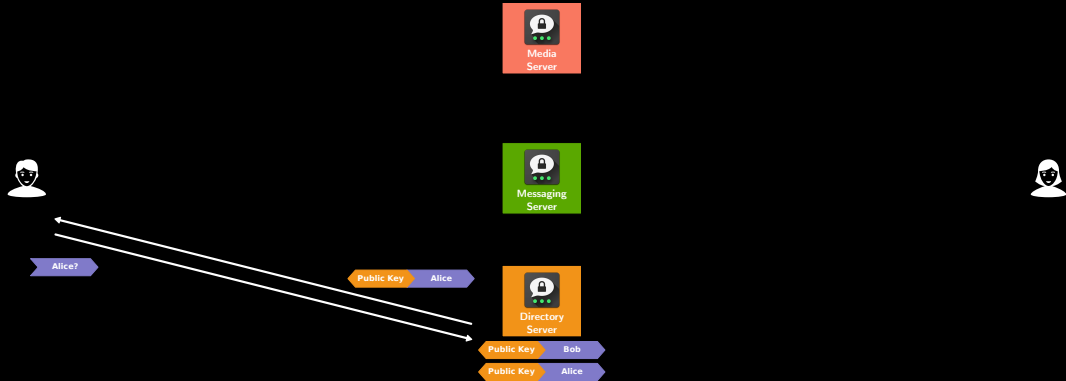 Media
Server
Messaging
Server
Alice?
Public Key Alice
Directory
Server
Public Key Bob
Public Key Alice